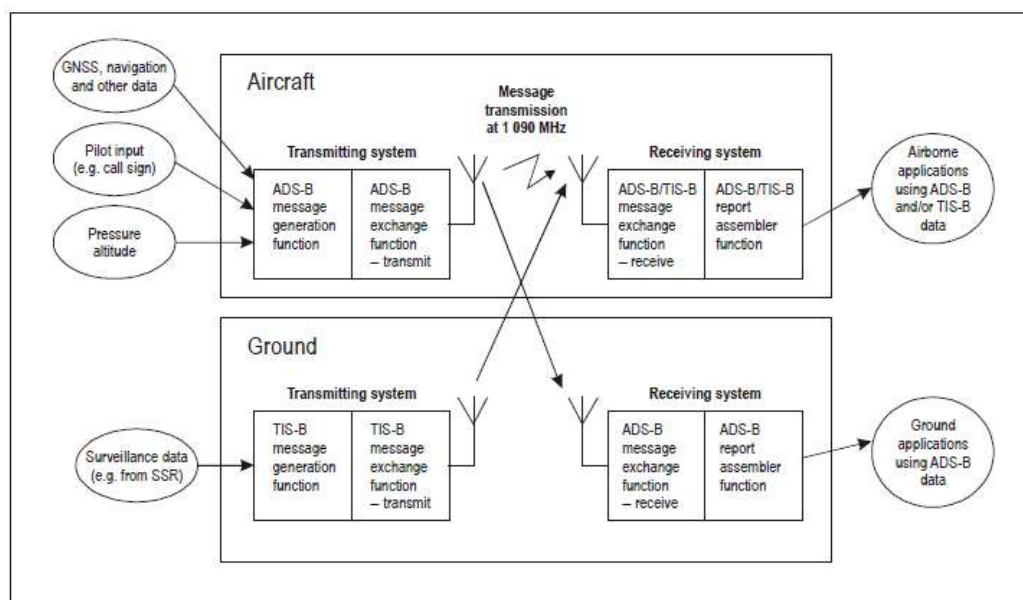 GNSS, navigation
and other data
Pilot input
(e.g. call sign)
Pressure
altitude
Aircraft
Message
transmission
at 1 090 MHz
Transmitting system
ADS-B
message
generation
function
ADS-B
message
exchange
function
– transmit
Receiving system
ADS-B/TIS-B
message
exchange
function
– receive
ADS-B/TIS-B
report
assembler
function
Airborne
applications
using ADS-B
and/or TIS-B
data
Ground
Surveillance data
(e.g. from SSR)
Transmitting system
TIS-B
message
generation
function
TIS-B
message
exchange
function
– transmit
Receiving system
ADS-B
message
exchange
function
– receive
ADS-B
report
assembler
function
Ground
applications
using ADS-B
data